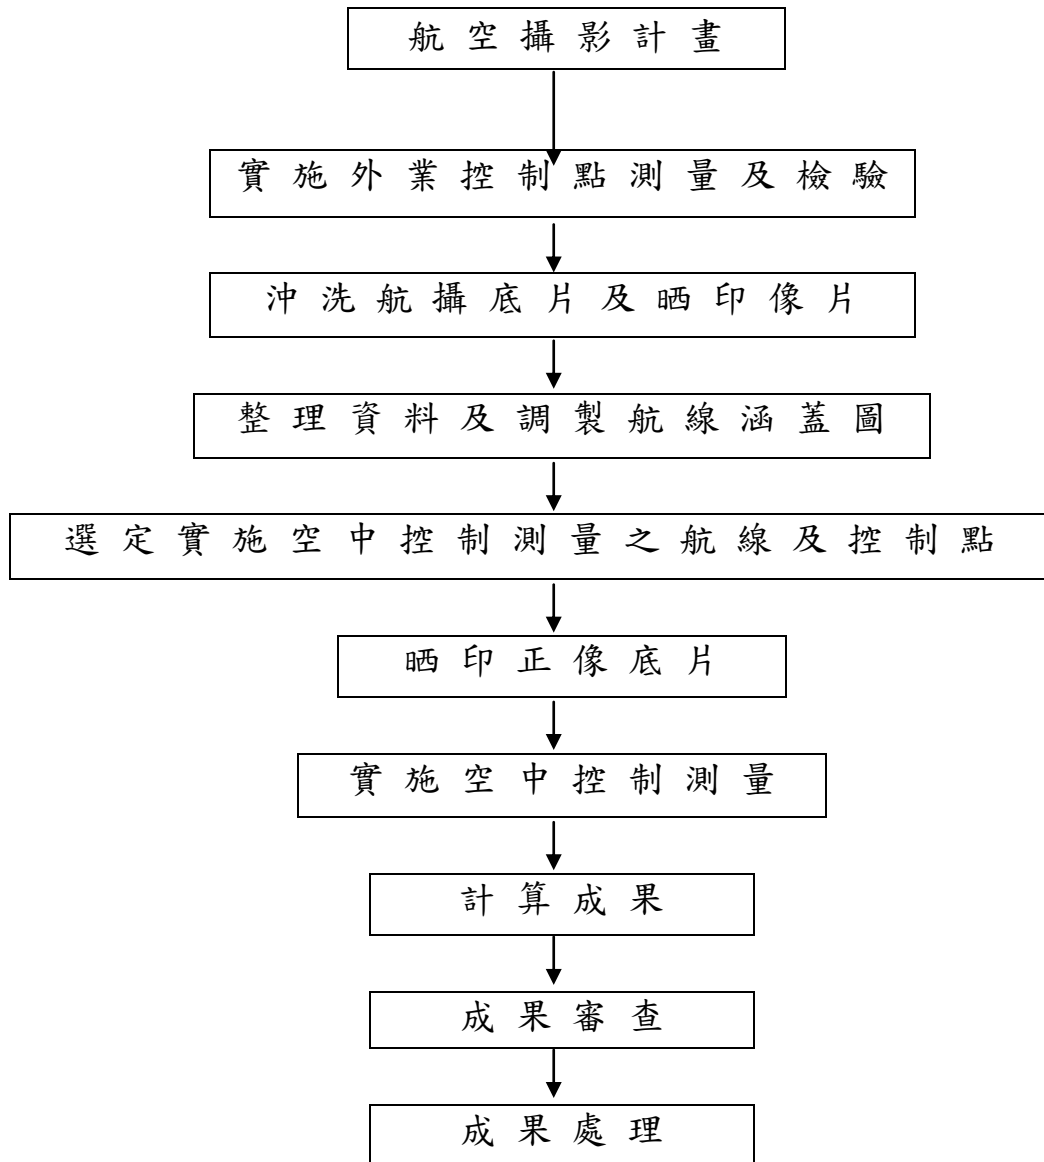 航空攝影計畫
實施外業控制點測量及檢驗
沖洗航攝底片及晒印像片
整理資料及調製航線涵蓋圖
選定實施空中控制測量之航線及控制點
晒印正像底片
實施空中控制測量
計算成果
成果審查
成果處理